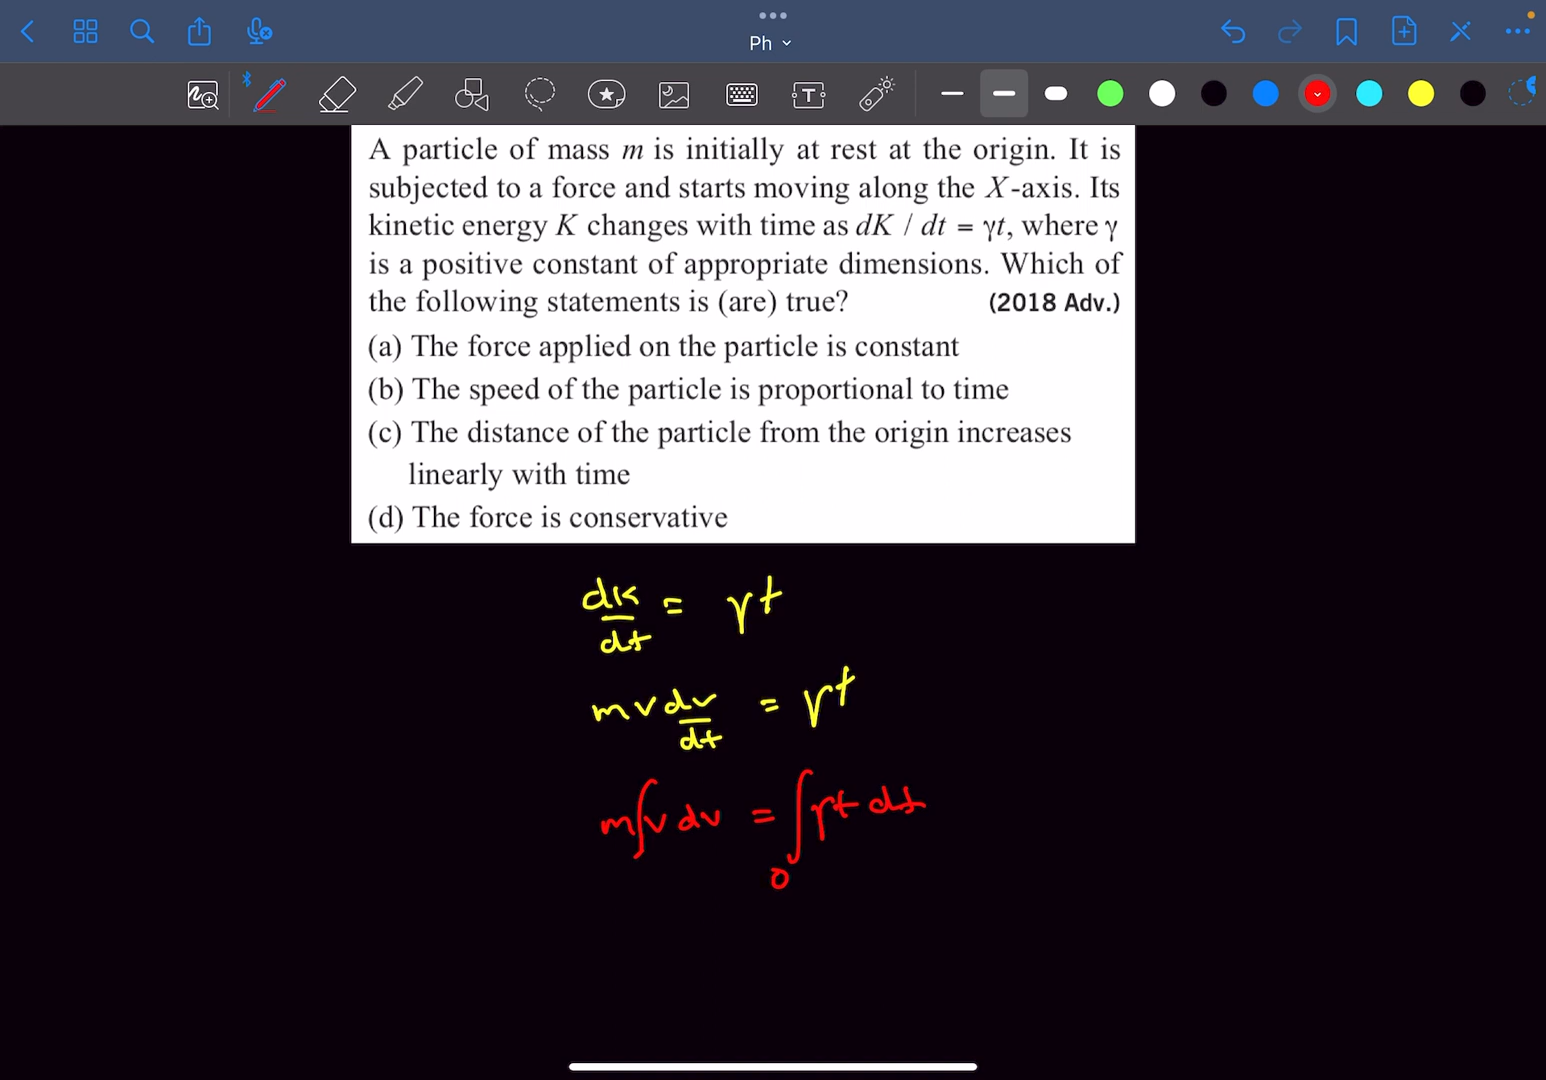 Ph
A particle of mass m is initially at rest at the origin. It is
subjected to a force and starts moving along the X-axis. Its
kinetic energy K changes with time as dK / dt = γt, where γ
is a positive constant of appropriate dimensions. Which of
the following statements is (are) true? (2018 Adv.)
(a) The force applied on the particle is constant
(b) The speed of the particle is proportional to time
(c) The distance of the particle from the origin increases
linearly with time
(d) The force is conservative
dK/dt = γt
mv dv/dt = γt
m∫v dv = ∫₀ γt dt